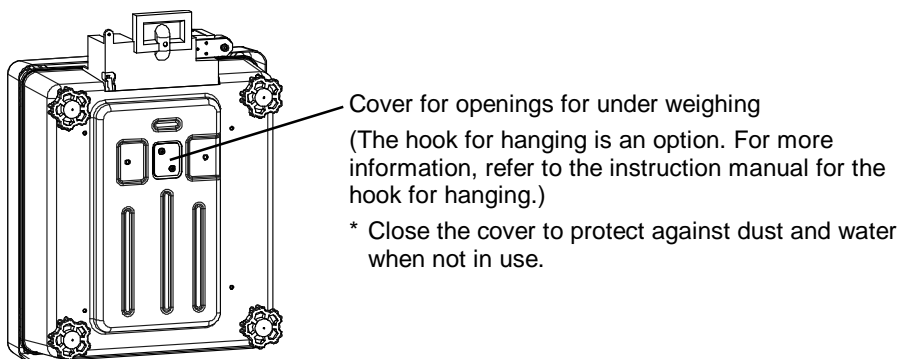 Cover for openings for under weighing
(The hook for hanging is an option. For more
information, refer to the instruction manual for the
hook for hanging.)
* Close the cover to protect against dust and water
when not in use.